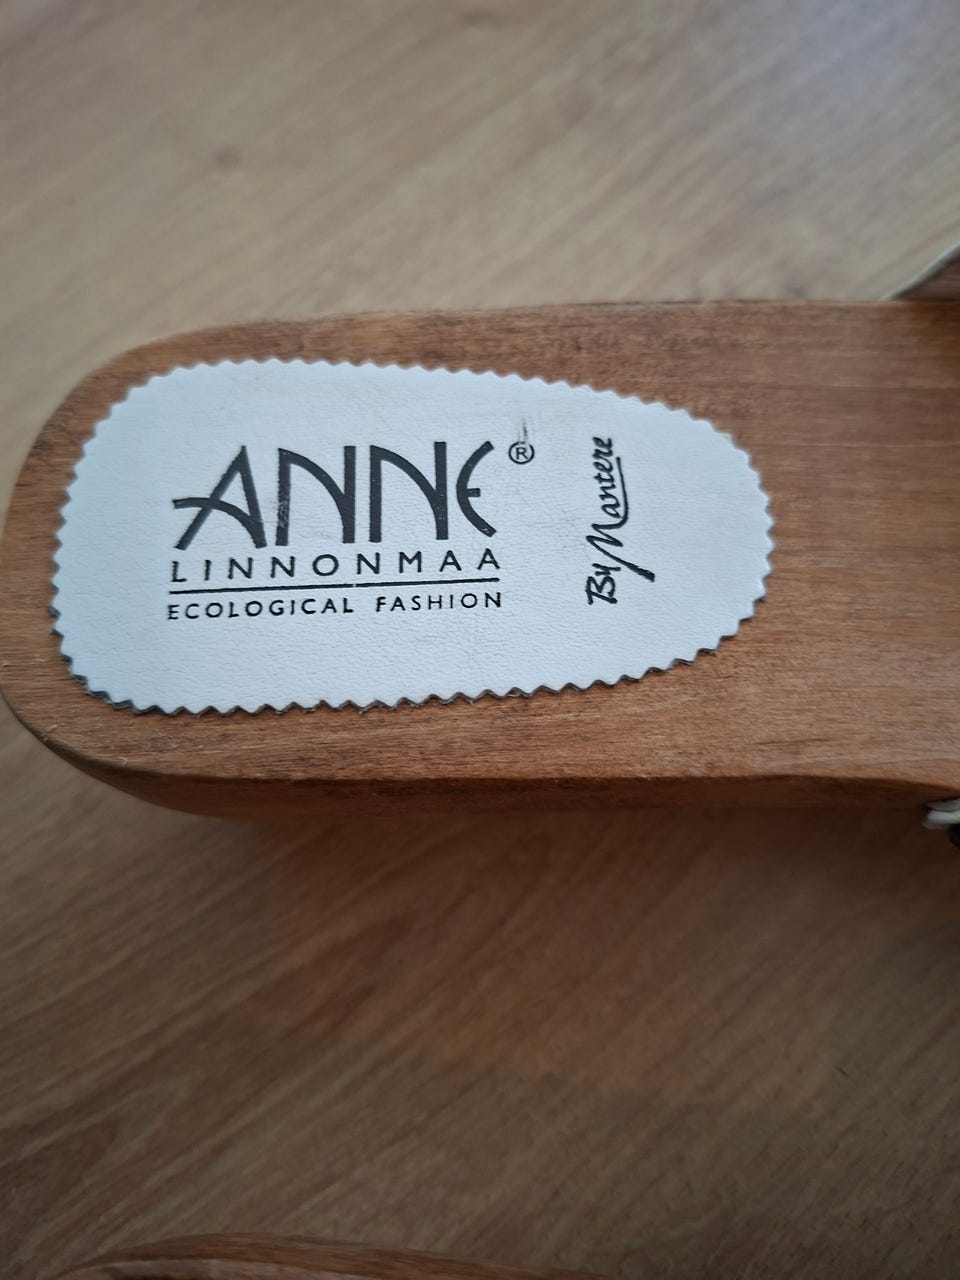 ANNE®
LINNONMAA
ECOLOGICAL FASHION
By Mantere